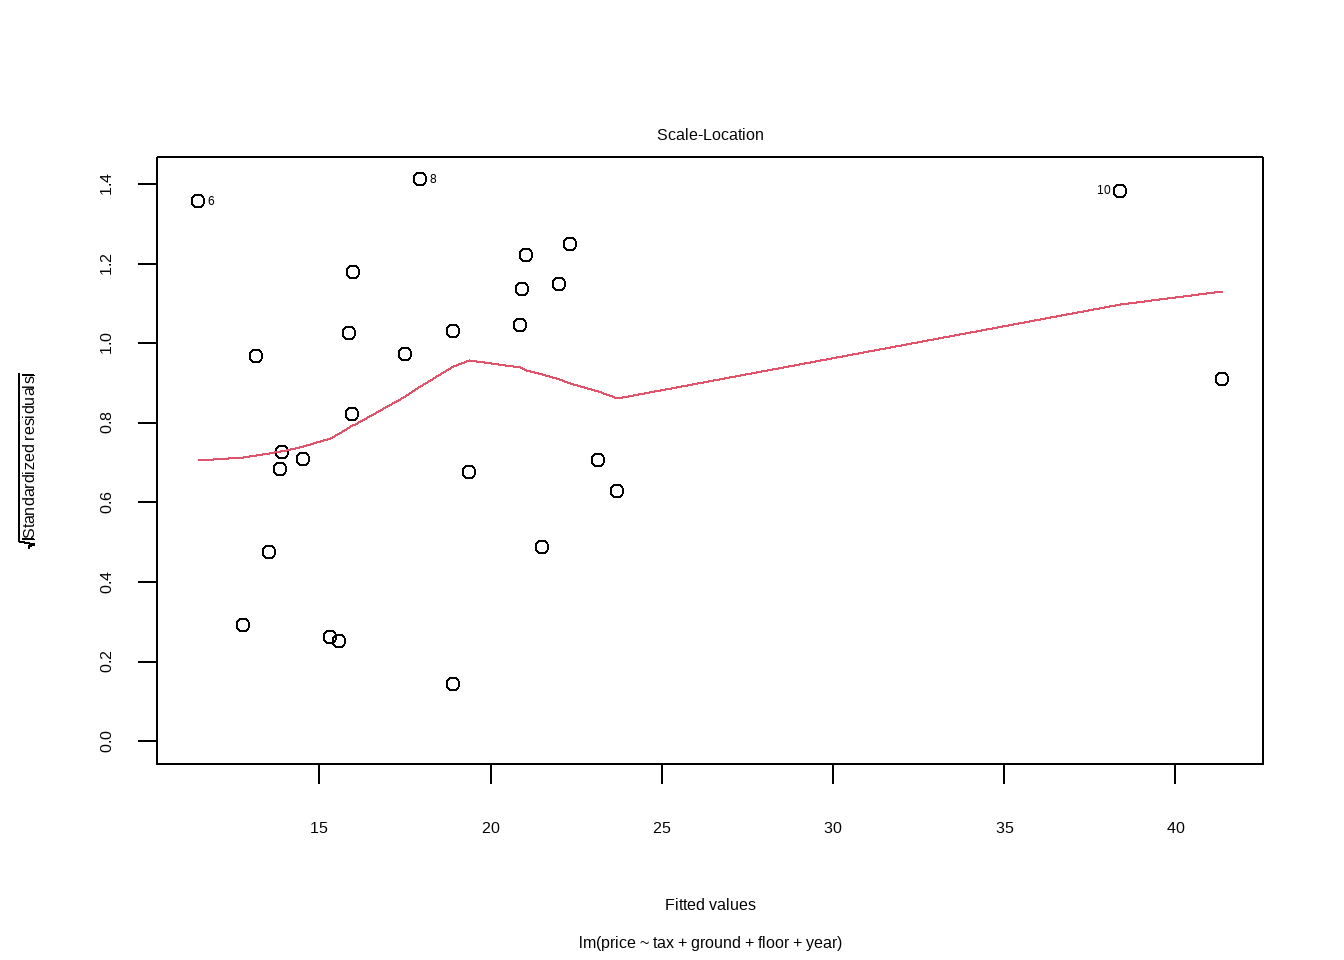 Scale-Location
√|Standardized residuals|
1.4
1.2
1.0
0.8
0.6
0.4
0.2
0.0
6
8
10
15 20 25 30 35 40
Fitted values
lm(price ~ tax + ground + floor + year)